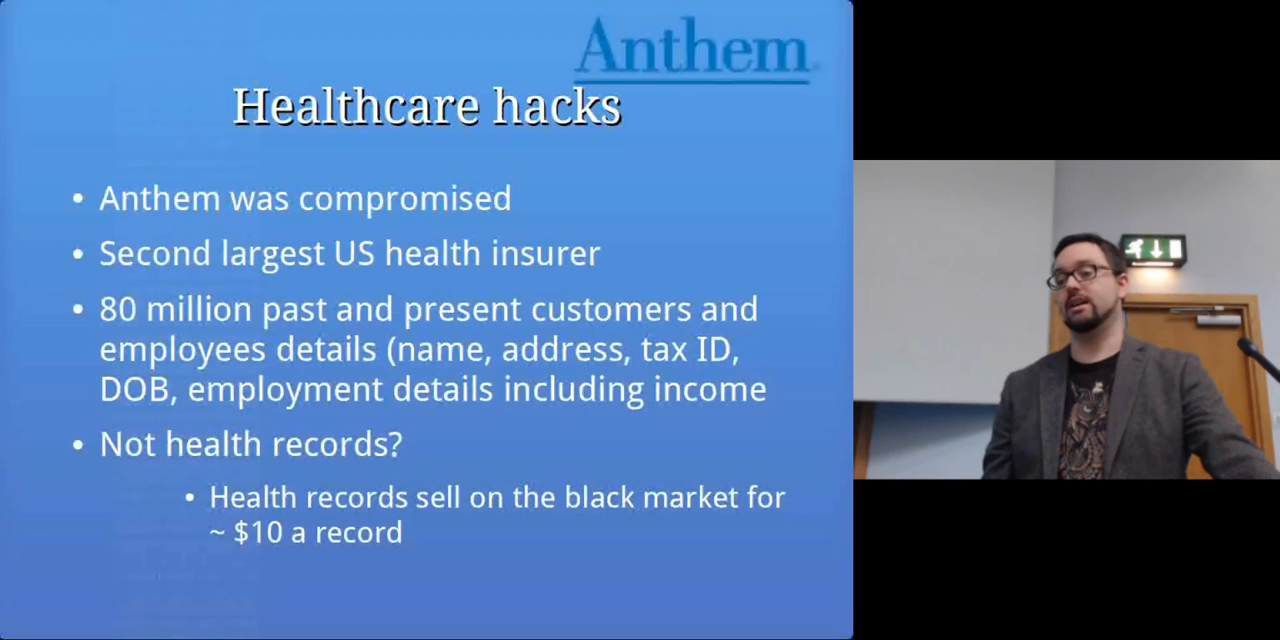 Anthem
Healthcare hacks
• Anthem was compromised
• Second largest US health insurer
• 80 million past and present customers and
employees details (name, address, tax ID,
DOB, employment details including income
• Not health records?
• Health records sell on the black market for
~ $10 a record